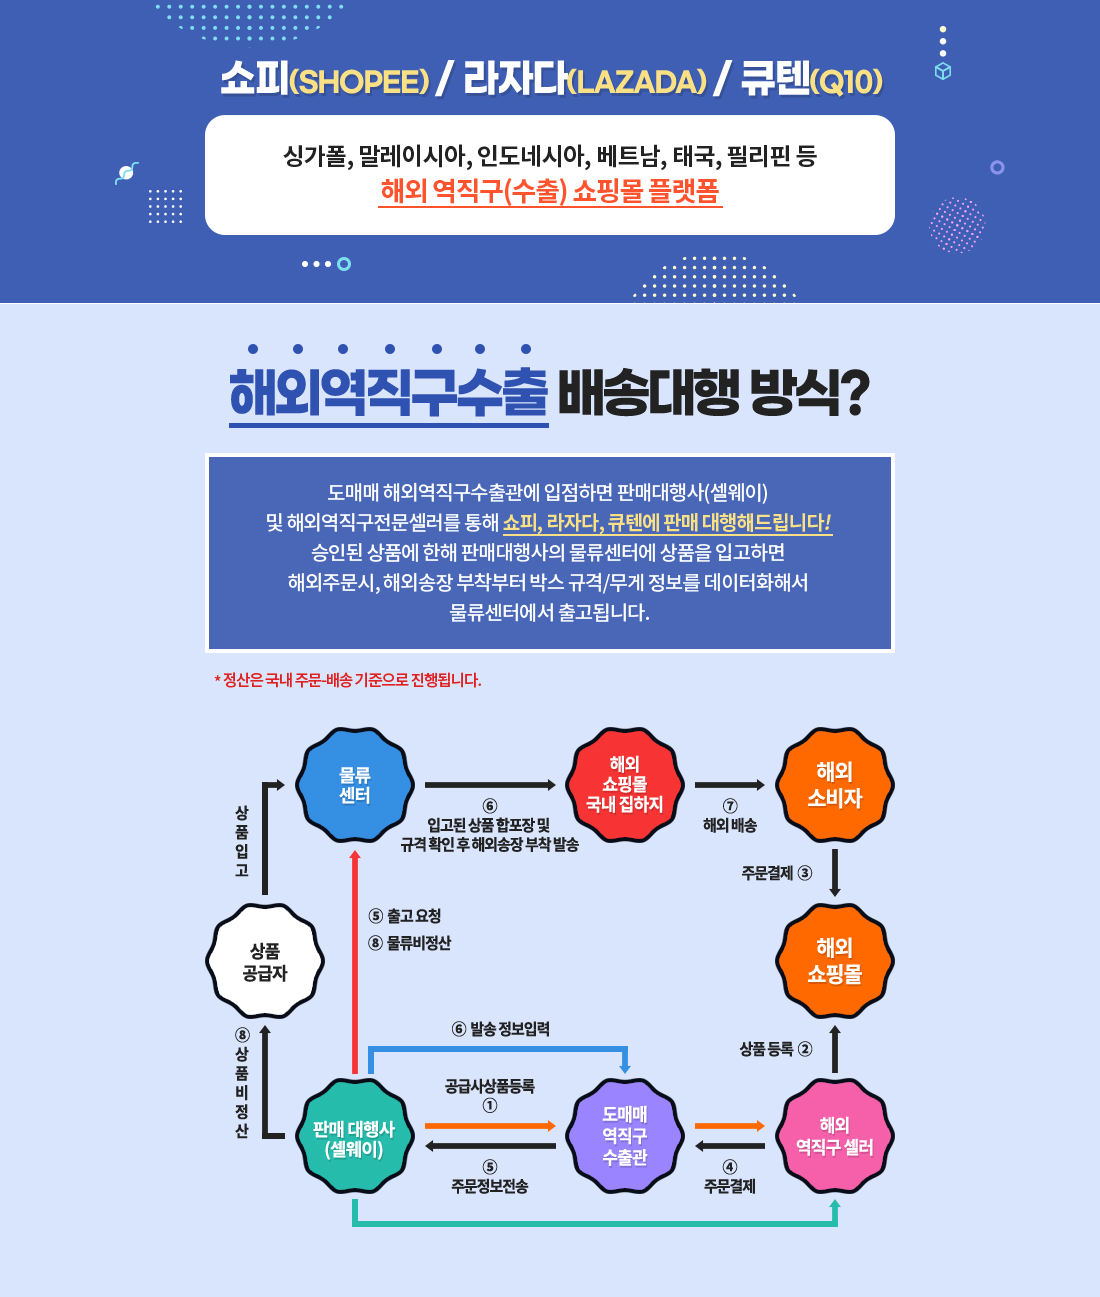 쇼피(SHOPEE) / 라자다(LAZADA) / 큐텐(Q10)
싱가폴, 말레이시아, 인도네시아, 베트남, 태국, 필리핀 등
해외 역직구(수출) 쇼핑몰 플랫폼
해외역직구수출 배송대행 방식?
도매매 해외역직구수출관에 입점하면 판매대행사(셀웨이)
및 해외역직구전문셀러를 통해 쇼피, 라자다, 큐텐에 판매 대행해드립니다!
승인된 상품에 한해 판매대행사의 물류센터에 상품을 입고하면
해외주문시, 해외송장 부착부터 박스 규격/무게 정보를 데이터화해서
물류센터에서 출고됩니다.
* 정산은 국내 주문-배송 기준으로 진행됩니다.
물류
센터
해외
쇼핑몰
국내 집하지
해외
소비자
⑥
입고된 상품 합포장 및
규격 확인 후 해외송장 부착 발송
⑦
해외 배송
상
품
입
고
주문결제 ③
⑤ 출고 요청
⑧ 물류비정산
상품
공급자
해외
쇼핑몰
⑧
상
품
비
정
산
⑥ 발송 정보입력
상품 등록 ②
공급사상품등록
①
판매 대행사
(셀웨이)
도매매
역직구
수출관
해외
역직구 셀러
⑤
주문정보전송
④
주문결제